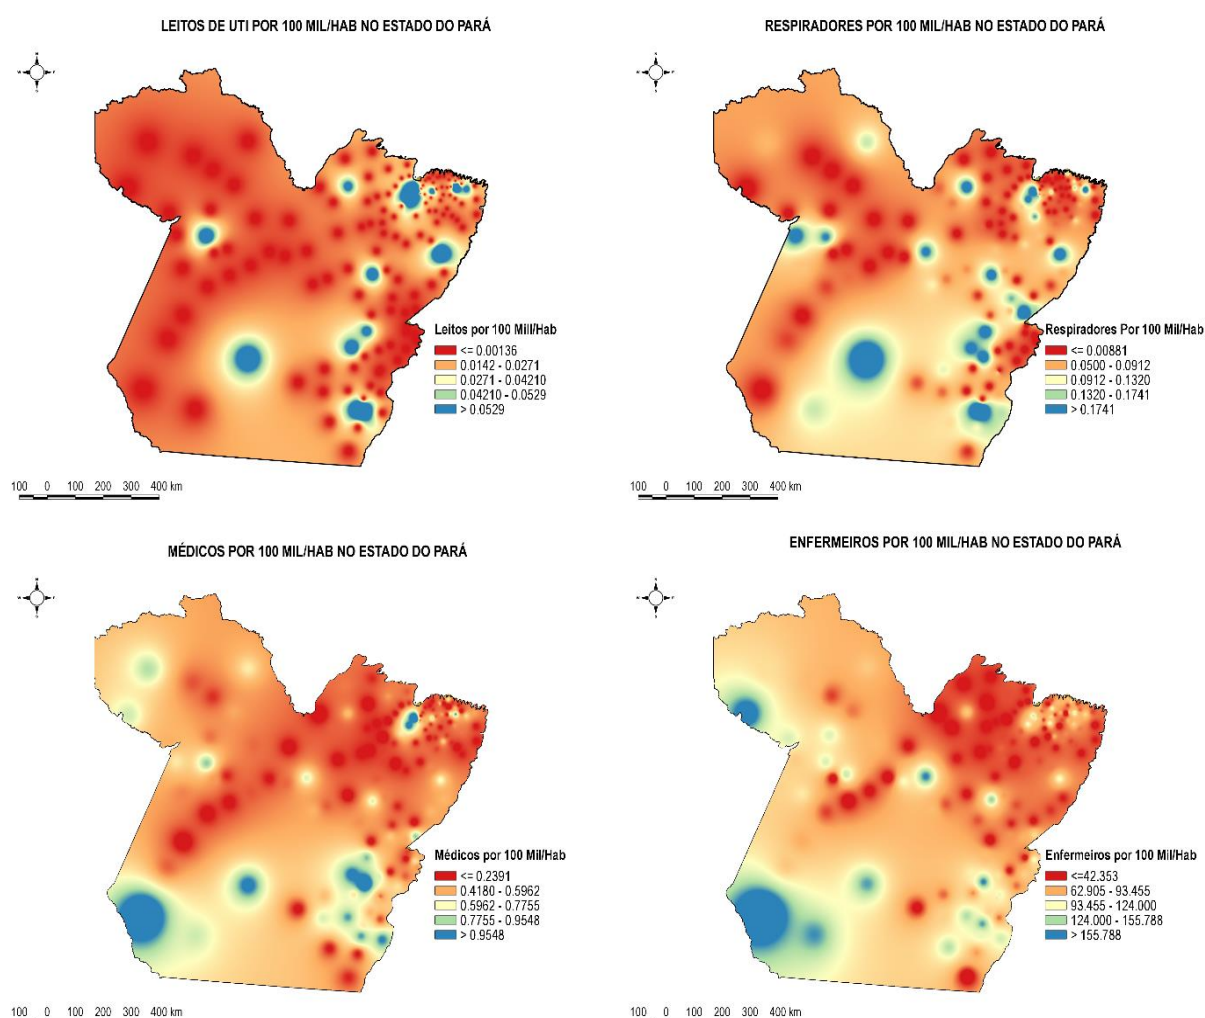 LEITOS DE UTI POR 100 MIL/HAB NO ESTADO DO PARÁ
Leitos por 100 Mill/Hab
<= 0.00136
0.0142 - 0.0271
0.0271 - 0.04210
0.04210 - 0.0529
> 0.0529
100 0 100 200 300 400 km
RESPIRADORES POR 100 MIL/HAB NO ESTADO DO PARÁ
Respiradores Por 100 Mil/Hab
<= 0.00881
0.0500 - 0.0912
0.0912 - 0.1320
0.1320 - 0.1741
> 0.1741
100 0 100 200 300 400 km
MÉDICOS POR 100 MIL/HAB NO ESTADO DO PARÁ
Médicos por 100 Mil/Hab
<= 0.2391
0.4180 - 0.5962
0.5962 - 0.7755
0.7755 - 0.9548
> 0.9548
100 0 100 200 300 400 km
ENFERMEIROS POR 100 MIL/HAB NO ESTADO DO PARÁ
Enfermeiros por 100 Mil/Hab
<=42.353
62.905 - 93.455
93.455 - 124.000
124.000 - 155.788
> 155.788
100 0 100 200 300 400 km